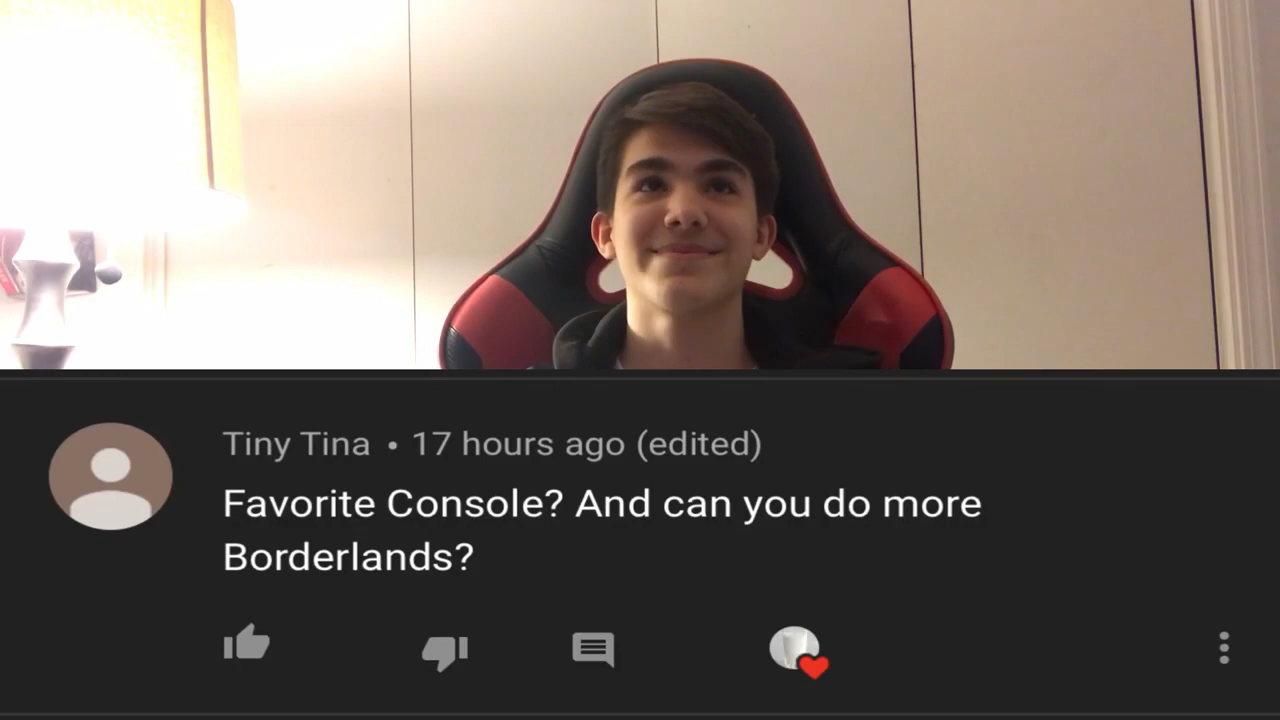 Tiny Tina • 17 hours ago (edited)
Favorite Console? And can you do more
Borderlands?